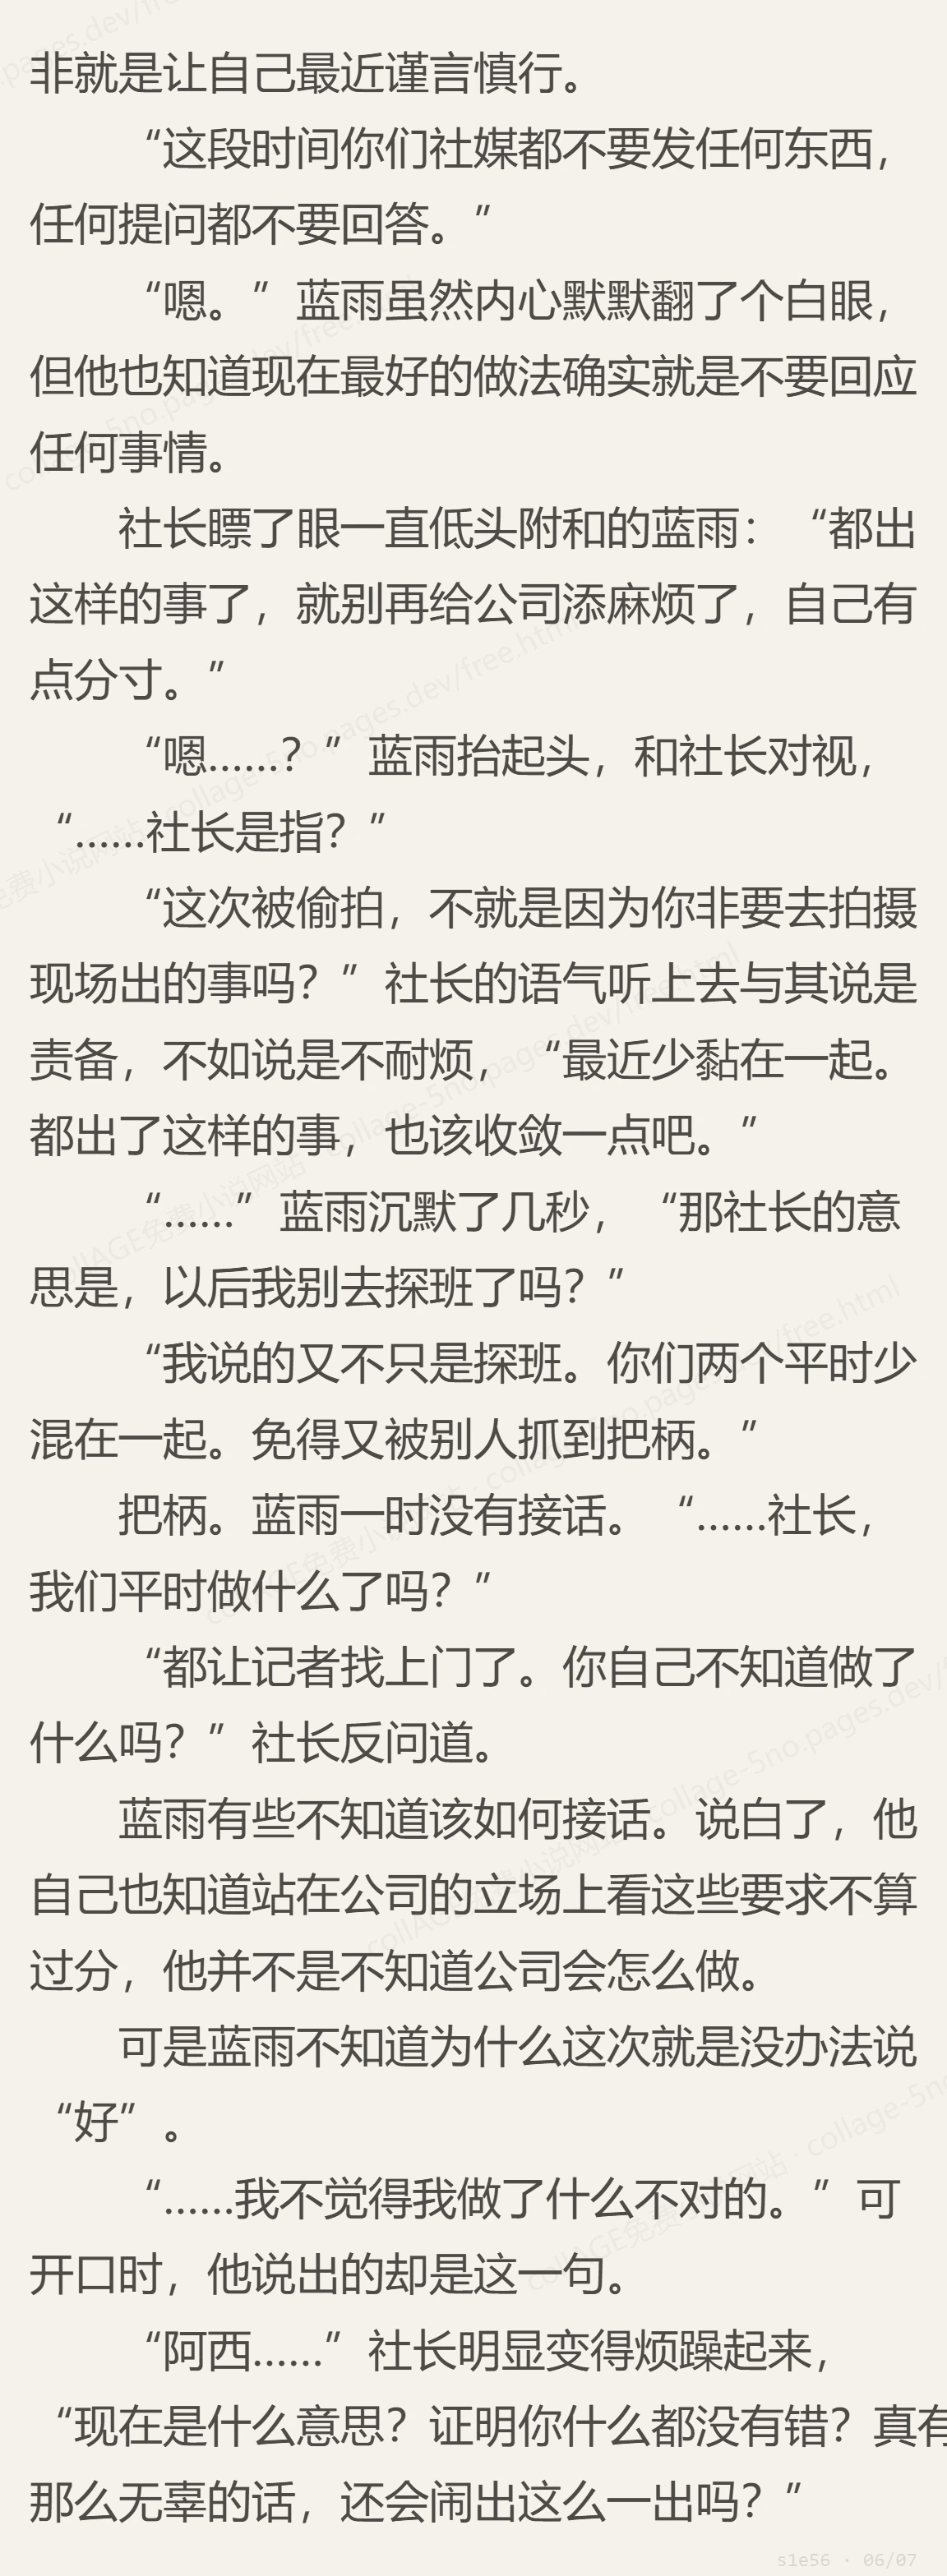 非就是让自己最近谨言慎行。
“这段时间你们社媒都不要发任何东西，
任何提问都不要回答。”
“嗯。”蓝雨虽然内心默默翻了个白眼，
但他也知道现在最好的做法确实就是不要回应
任何事情。
社长瞟了眼一直低头附和的蓝雨：“都出
这样的事了，就别再给公司添麻烦了，自己有
点分寸。”
“嗯……？”蓝雨抬起头，和社长对视，
“……社长是指？”
“这次被偷拍，不就是因为你非要去拍摄
现场出的事吗？”社长的语气听上去与其说是
责备，不如说是不耐烦，“最近少黏在一起。
都出了这样的事，也该收敛一点吧。”
“……”蓝雨沉默了几秒，“那社长的意
思是，以后我别去探班了吗？”
“我说的又不只是探班。你们两个平时少
混在一起。免得又被别人抓到把柄。”
把柄。蓝雨一时没有接话。“……社长，
我们平时做什么了吗？”
“都让记者找上门了。你自己不知道做了
什么吗？”社长反问道。
蓝雨有些不知道该如何接话。说白了，他
自己也知道站在公司的立场上看这些要求不算
过分，他并不是不知道公司会怎么做。
可是蓝雨不知道为什么这次就是没办法说
“好”。
“……我不觉得我做了什么不对的。”可
开口时，他说出的却是这一句。
“阿西……”社长明显变得烦躁起来，
“现在是什么意思？证明你什么都没有错？真有
那么无辜的话，还会闹出这么一出吗？”
collAGE免费小说网站 · collage-5no.pages.dev/free.html
s1e56 · 06/07